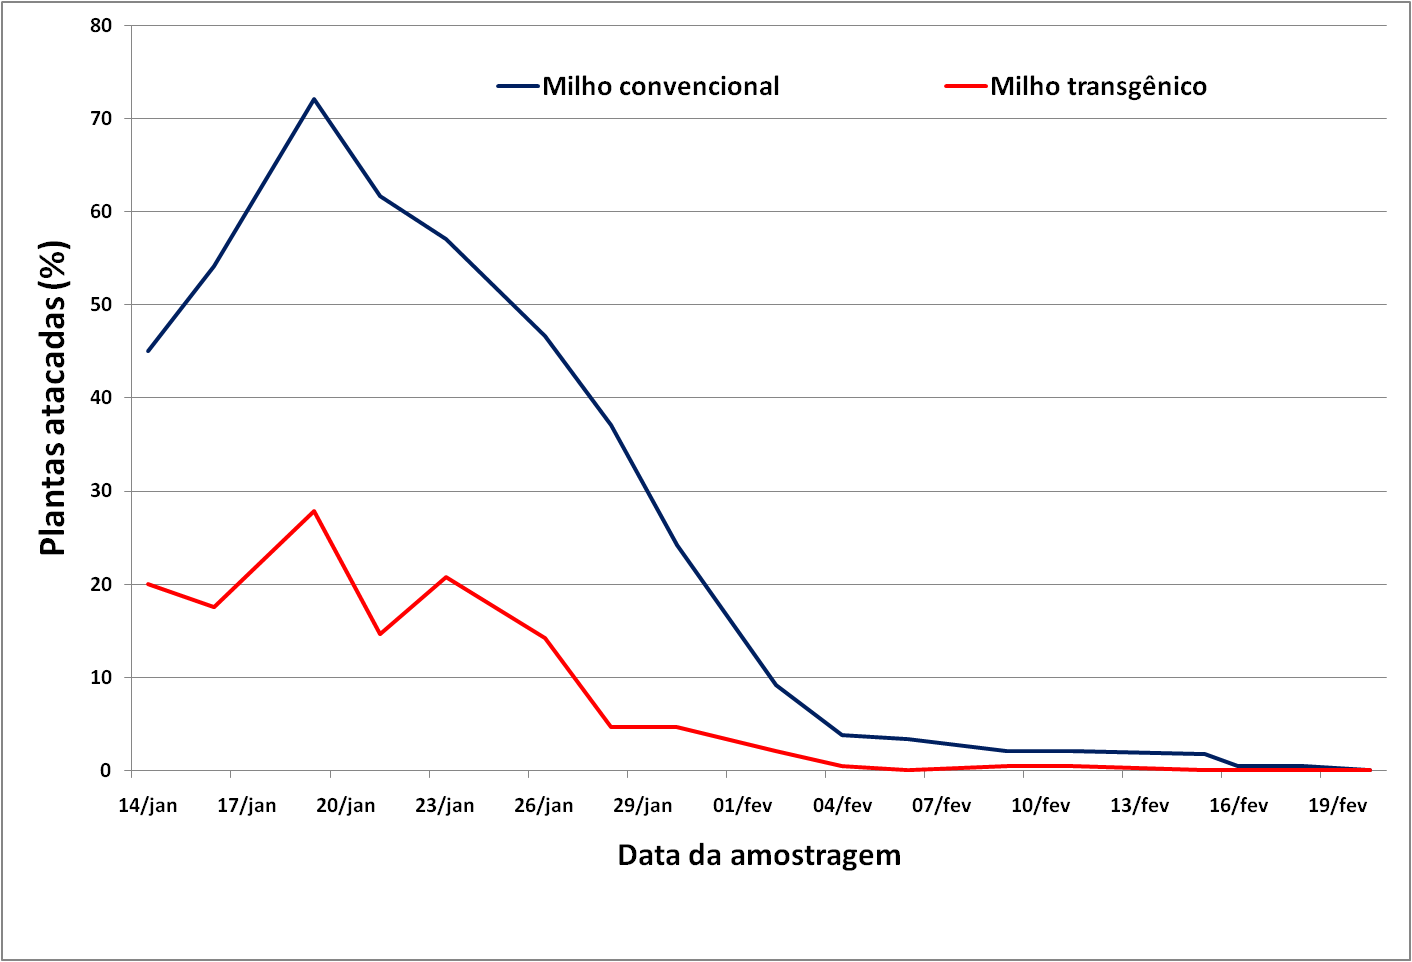 80
Milho convencional Milho transgênico
70
60
50
40
30
20
10
0
Plantas atacadas (%)
14/jan 17/jan 20/jan 23/jan 26/jan 29/jan 01/fev 04/fev 07/fev 10/fev 13/fev 16/fev 19/fev
Data da amostragem